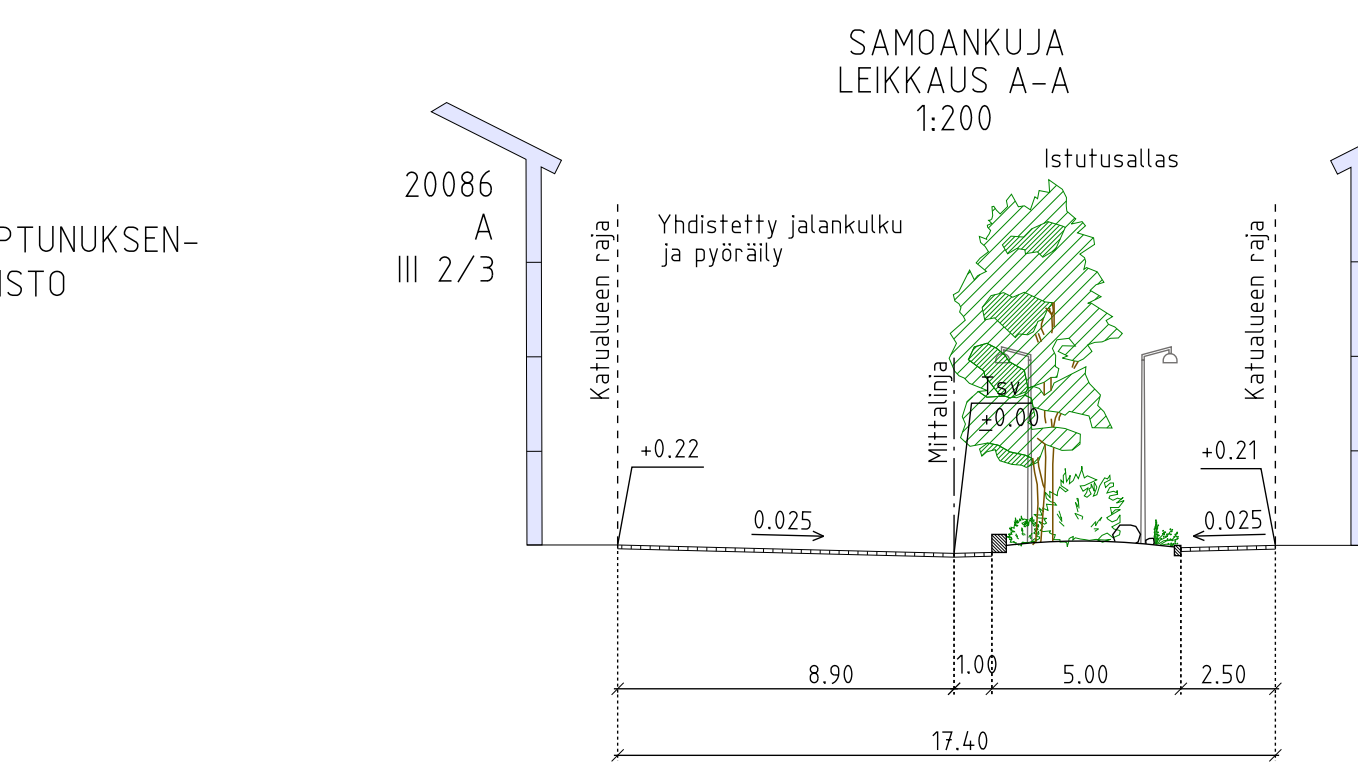 SAMOANKUJA
LEIKKAUS A-A
1:200
Istutusallas
20086
A
III 2/3
PTUNUKSEN-
ISTO
Yhdistetty jalankulku
ja pyöräily
Katualueen raja
Katualueen raja
Mittalinja
Tsv
±0.00
+0.22
+0.21
0.025
0.025
8.90
1.00
5.00
2.50
17.40